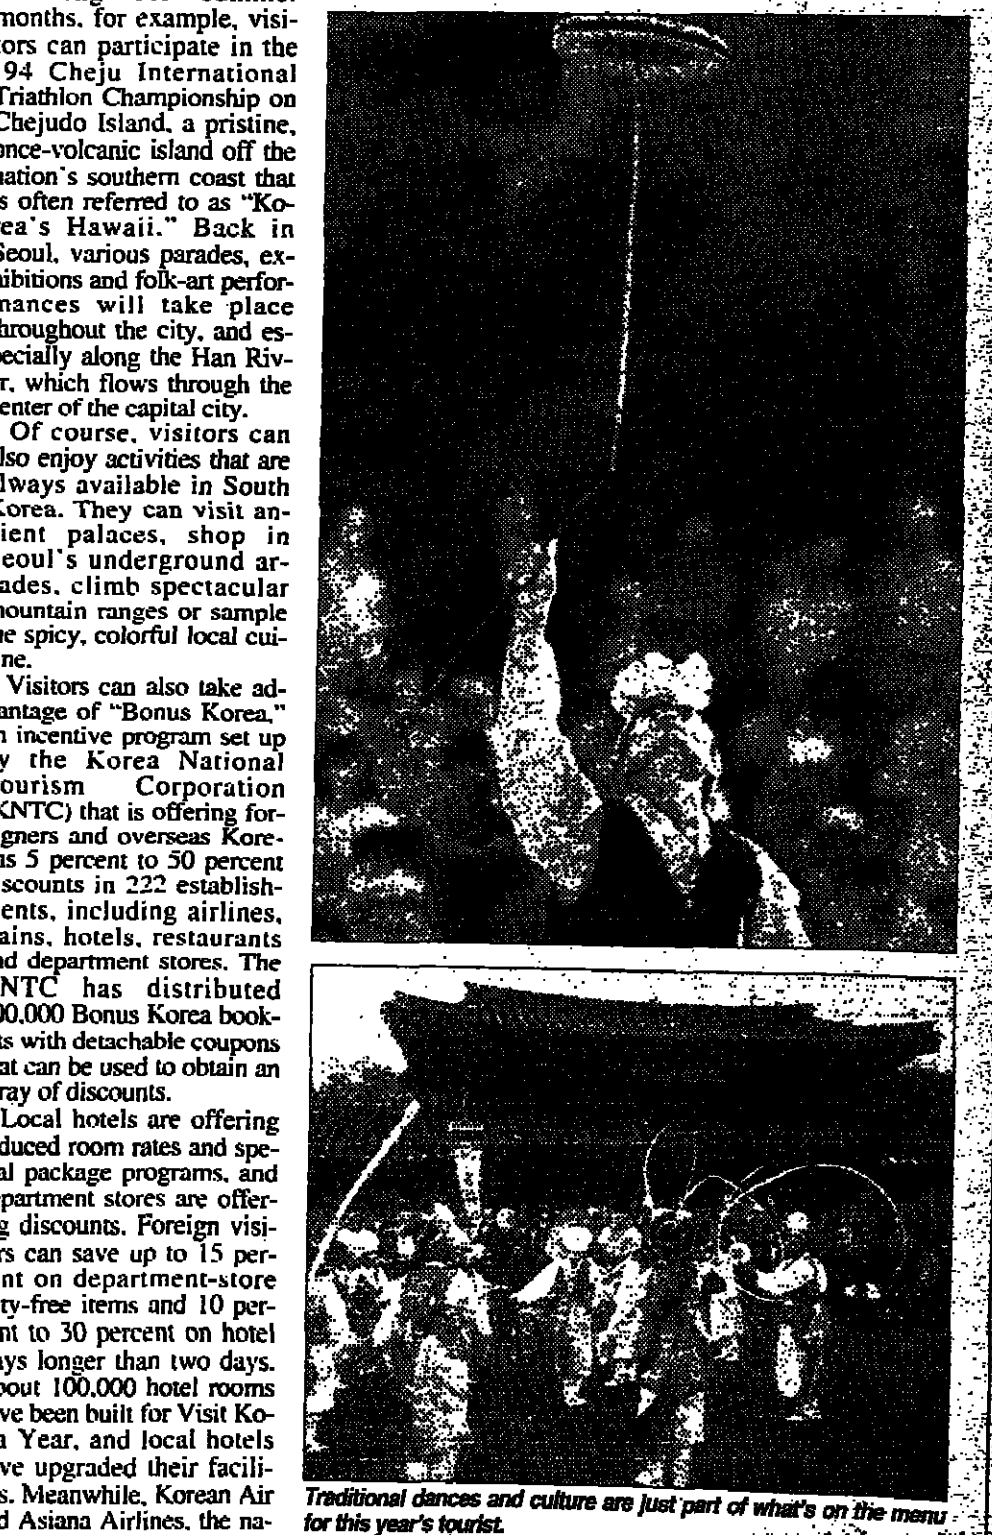 months, for example, visi-
tors can participate in the
94 Cheju International
Triathlon Championship on
Chejudo Island, a pristine,
once-volcanic island off the
nation's southern coast that
s often referred to as "Ko-
rea's Hawaii." Back in
Seoul, various parades, ex-
hibitions and folk-art perfor-
mances will take place
throughout the city, and es-
pecially along the Han Riv-
r, which flows through the
enter of the capital city.
Of course, visitors can
lso enjoy activities that are
lways available in South
Korea. They can visit an-
ient palaces, shop in
eoul's underground ar-
ades, climb spectacular
mountain ranges or sample
he spicy, colorful local cui-
ne.
Visitors can also take ad-
antage of "Bonus Korea,"
n incentive program set up
y the Korea National
ourism Corporation
KNTC) that is offering for-
gners and overseas Kore-
ns 5 percent to 50 percent
scounts in 222 establish-
ents, including airlines,
ains, hotels, restaurants
nd department stores. The
NTC has distributed
00,000 Bonus Korea book-
ts with detachable coupons
at can be used to obtain an
ray of discounts.
Local hotels are offering
duced room rates and spe-
al package programs, and
epartment stores are offer-
g discounts. Foreign visi-
rs can save up to 15 per-
nt on department-store
ty-free items and 10 per-
nt to 30 percent on hotel
ays longer than two days.
bout 100,000 hotel rooms
ve been built for Visit Ko-
a Year, and local hotels
ve upgraded their facili-
s. Meanwhile, Korean Air
d Asiana Airlines, the na-
Traditional dances and culture are just part of what's on the menu
for this year's tourist.